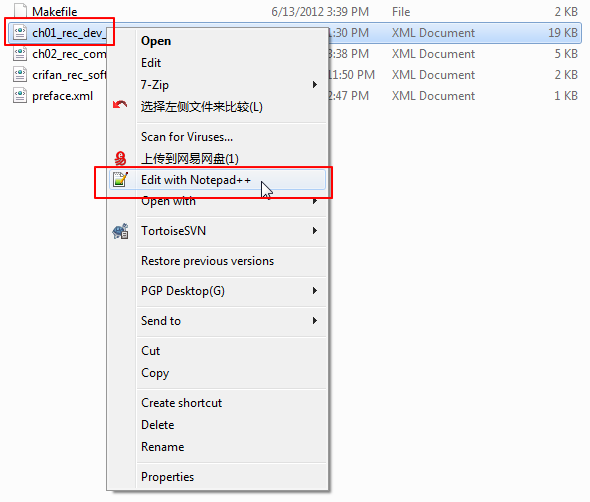 Makefile 6/13/2012 3:39 PM File 2 KB
ch01_rec_dev_ 1:30 PM XML Document 19 KB
ch02_rec_com 3:38 PM XML Document 5 KB
crifan_rec_soft 11:50 PM XML Document 2 KB
preface.xml 2:47 PM XML Document 1 KB
Open
Edit
7-Zip
选择左侧文件来比较(L)
Scan for Viruses...
上传到网易网盘(1)
Edit with Notepad++
Open with
TortoiseSVN
Restore previous versions
PGP Desktop(G)
Send to
Cut
Copy
Create shortcut
Delete
Rename
Properties